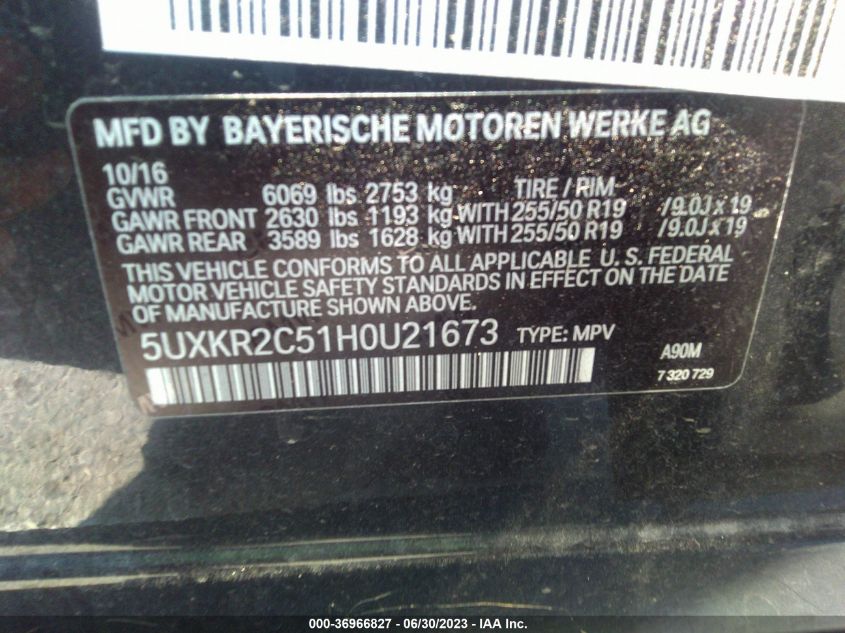 MFD BY BAYERISCHE MOTOREN WERKE AG
10/16
GVWR 6069 lbs 2753 kg TIRE / RIM
GAWR FRONT 2630 lbs 1193 kg WITH 255/50 R19 /9.0J x 19
GAWR REAR 3589 lbs 1628 kg WITH 255/50 R19 /9.0J x 19
THIS VEHICLE CONFORMS TO ALL APPLICABLE U. S. FEDERAL
MOTOR VEHICLE SAFETY STANDARDS IN EFFECT ON THE DATE
OF MANUFACTURE SHOWN ABOVE.
5UXKR2C51H0U21673 TYPE: MPV
A90M
7 320 729
000-36966827 - 06/30/2023 - IAA Inc.